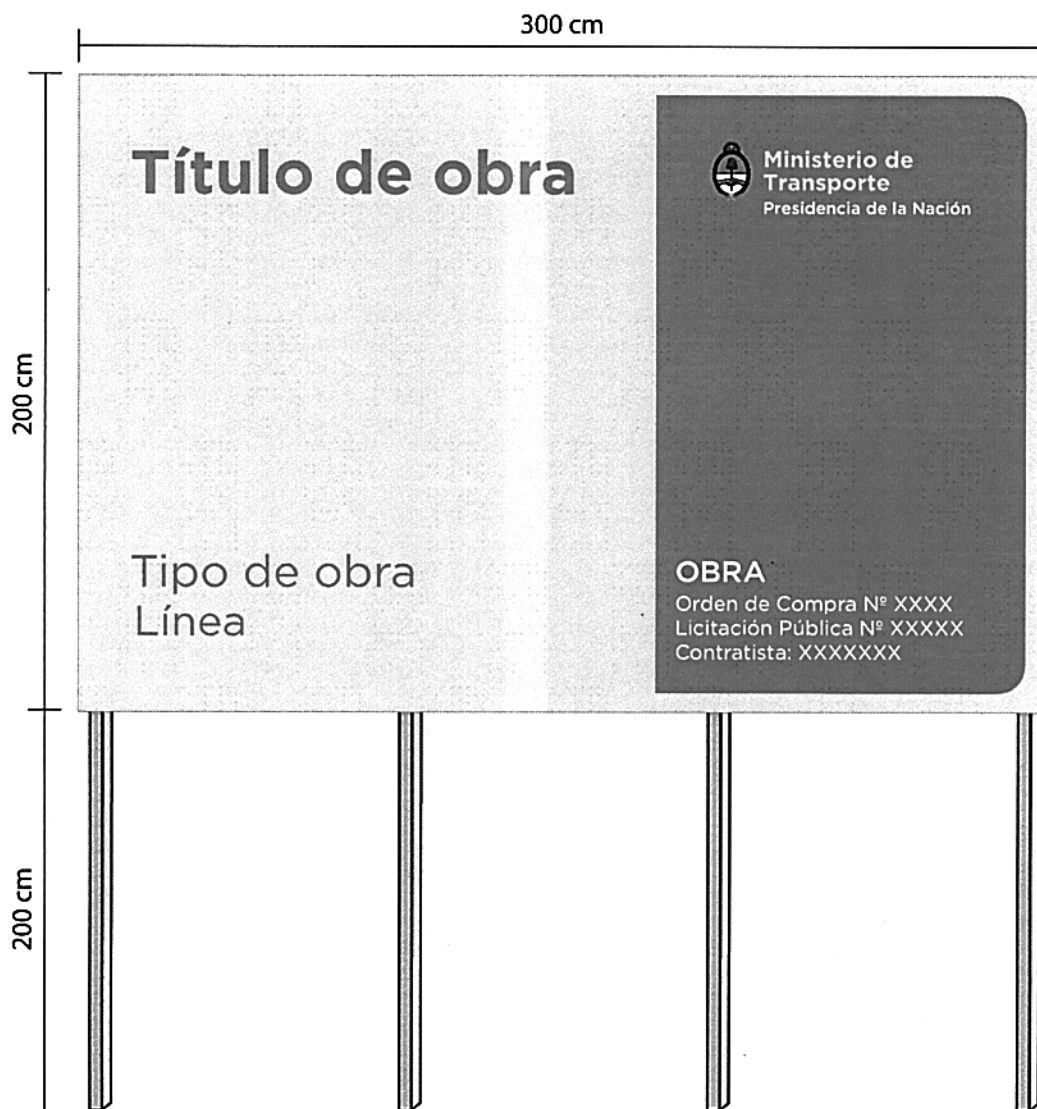 300 cm
200 cm
Título de obra
Ministerio de
Transporte
Presidencia de la Nación
Tipo de obra
Línea
OBRA
Orden de Compra Nº XXXX
Licitación Pública Nº XXXXX
Contratista: XXXXXXX
200 cm